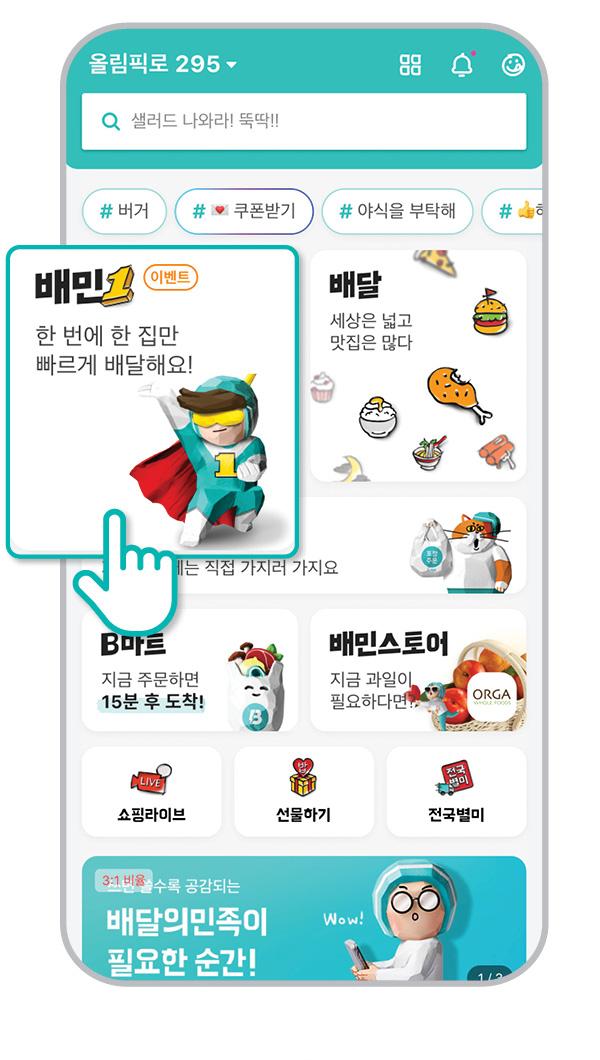 올림픽로 295
샐러드 나와라! 뚝딱!!
# 버거
# 💌 쿠폰받기
# 야식을 부탁해
# 👍
배민1
이벤트
한 번에 한 집만
빠르게 배달해요!
1
배달
세상은 넓고
맛집은 많다
직접 가지러 가지요
포장
주문
B마트
지금 주문하면
15분 후 도착!
B
배민스토어
지금 과일이
필요하다면?
ORGA
WHOLE FOODS
LIVE
쇼핑라이브
선물하기
전국
별미
전국별미
3:1 비율
쓰면 쓸수록 공감되는
배달의민족이
필요한 순간!
Wow!
1 / 3